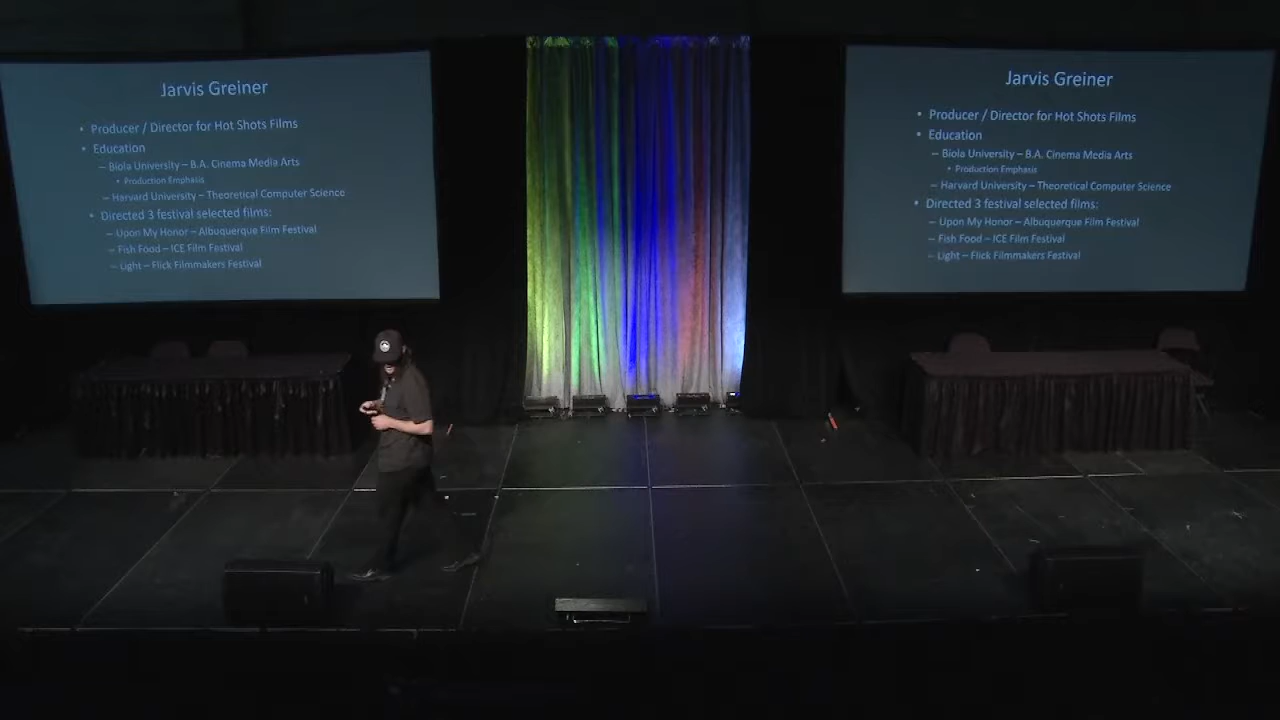 Jarvis Greiner
• Producer / Director for Hot Shots Films
• Education
– Biola University – B.A. Cinema Media Arts
• Production Emphasis
– Harvard University – Theoretical Computer Science
• Directed 3 festival selected films:
– Upon My Honor – Albuquerque Film Festival
– Fish Food – ICE Film Festival
– Light – Flick Filmmakers Festival
Jarvis Greiner
• Producer / Director for Hot Shots Films
• Education
– Biola University – B.A. Cinema Media Arts
• Production Emphasis
– Harvard University – Theoretical Computer Science
• Directed 3 festival selected films:
– Upon My Honor – Albuquerque Film Festival
– Fish Food – ICE Film Festival
– Light – Flick Filmmakers Festival